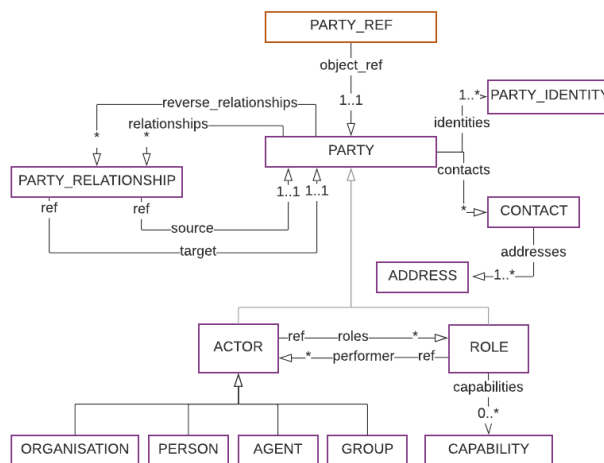 PARTY_REF
object_ref
1..1
reverse_relationships
relationships
*
*
PARTY
1..*
PARTY_IDENTITY
identities
contacts
PARTY_RELATIONSHIP
ref
ref
1..1
1..1
source
target
*
CONTACT
addresses
ADDRESS
1..*
ACTOR
ref
roles
*
ROLE
*
performer
ref
capabilities
0..*
ORGANISATION
PERSON
AGENT
GROUP
CAPABILITY